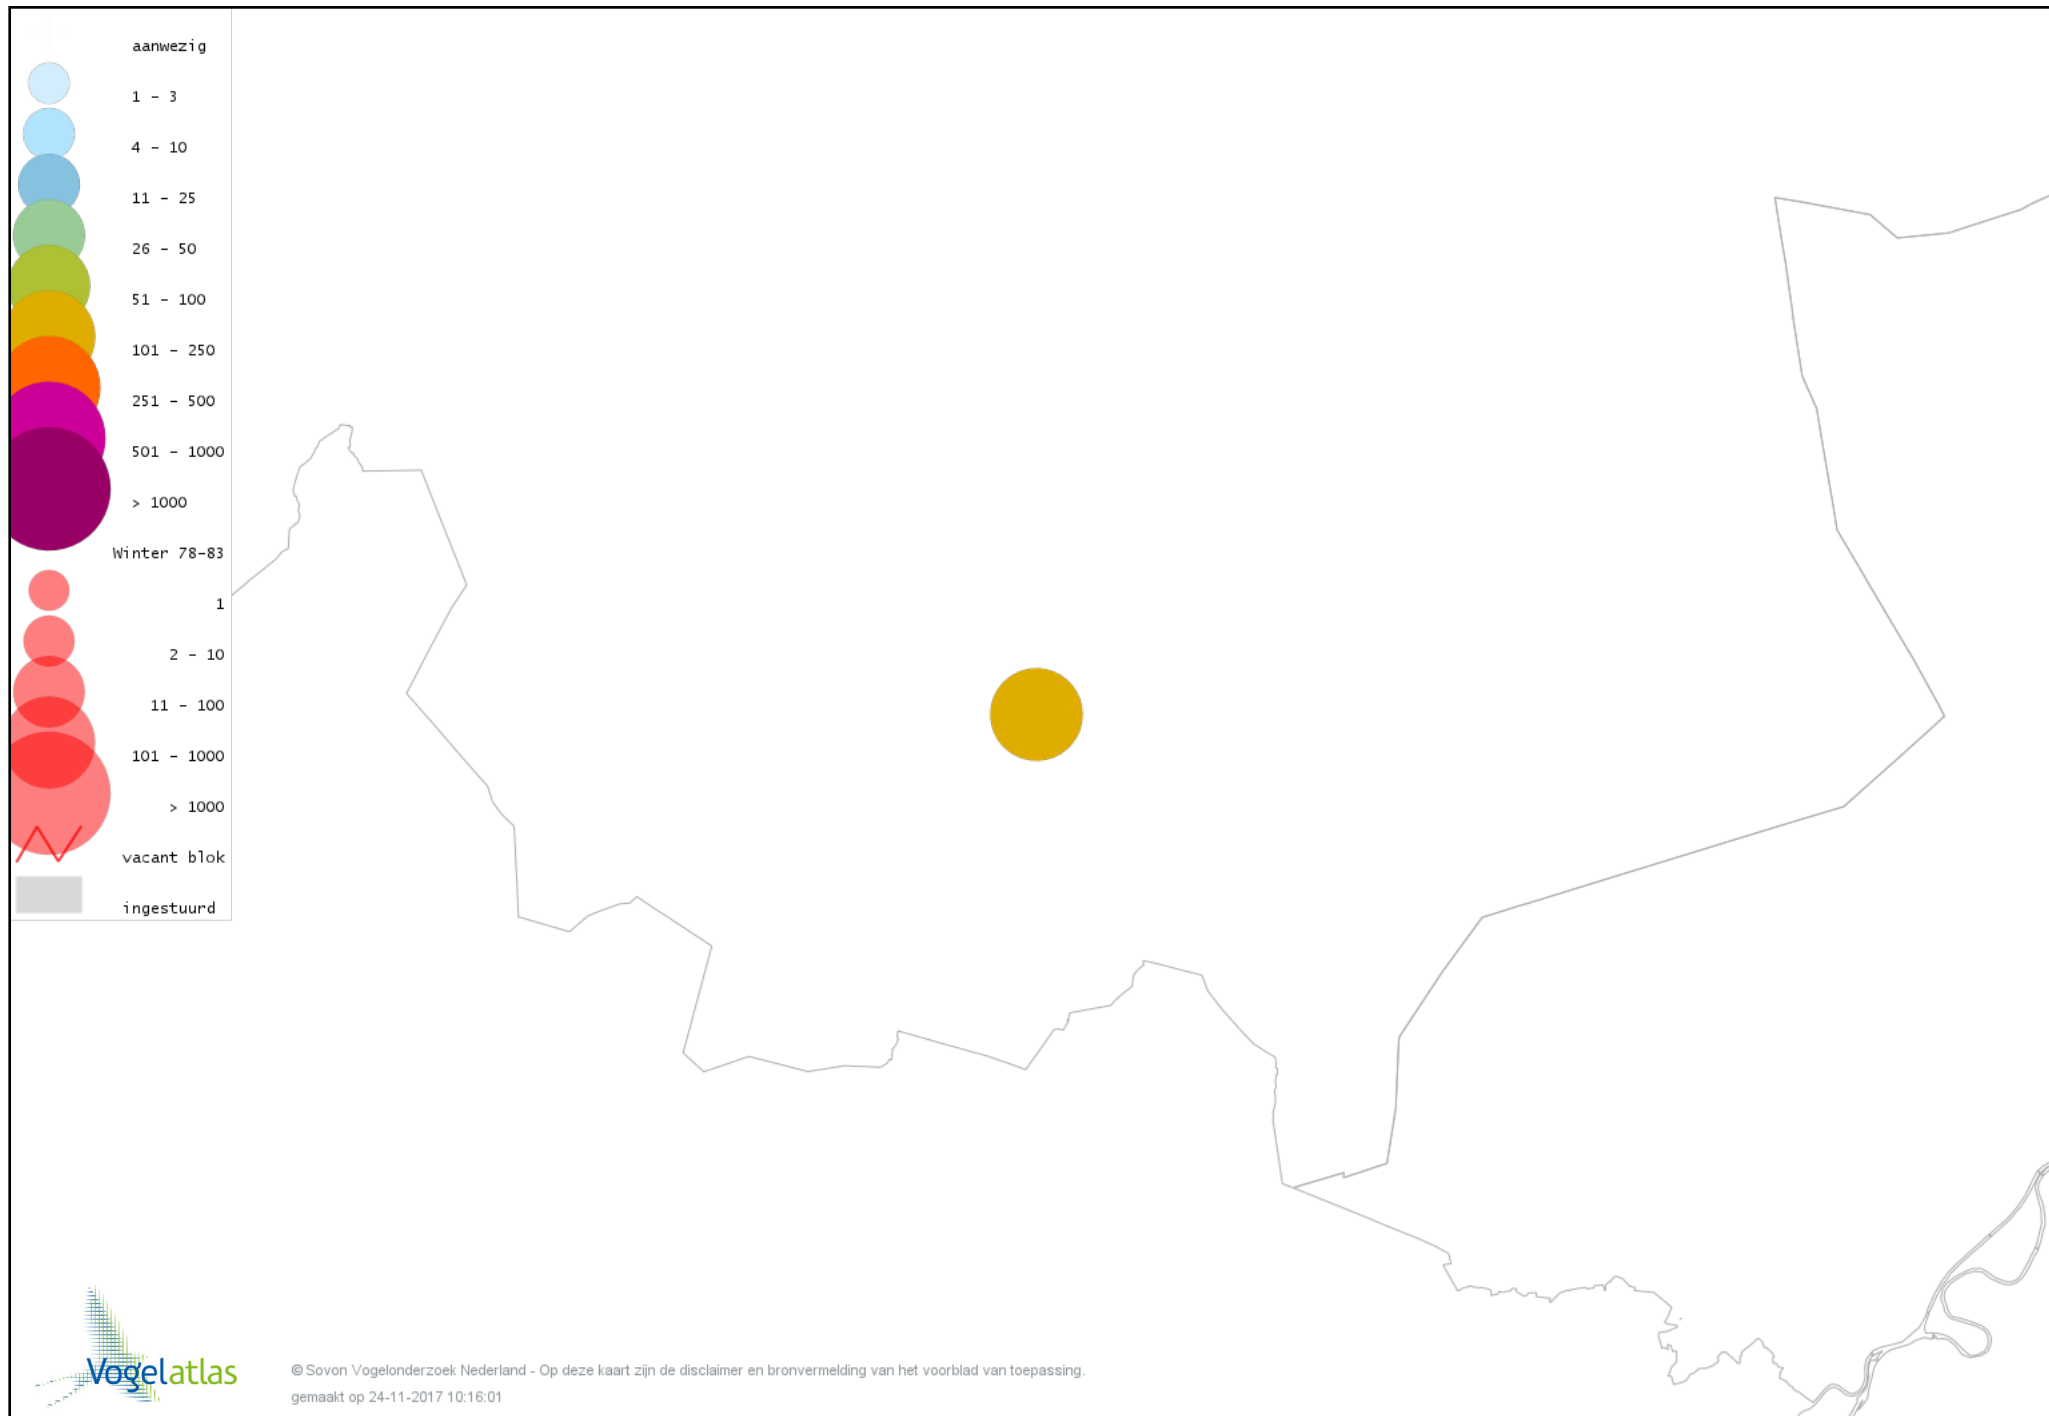 aanwezig
1 - 3
4 - 10
11 - 25
26 - 50
51 - 100
101 - 250
251 - 500
501 - 1000
> 1000
Winter 78-83
1
2 - 10
11 - 100
101 - 1000
> 1000
vacant blok
ingestuurd
Vogelatlas
© Sovon Vogelonderzoek Nederland - Op deze kaart zijn de disclaimer en bronvermelding van het voorblad van toepassing.
gemaakt op 24-11-2017 10:16:01